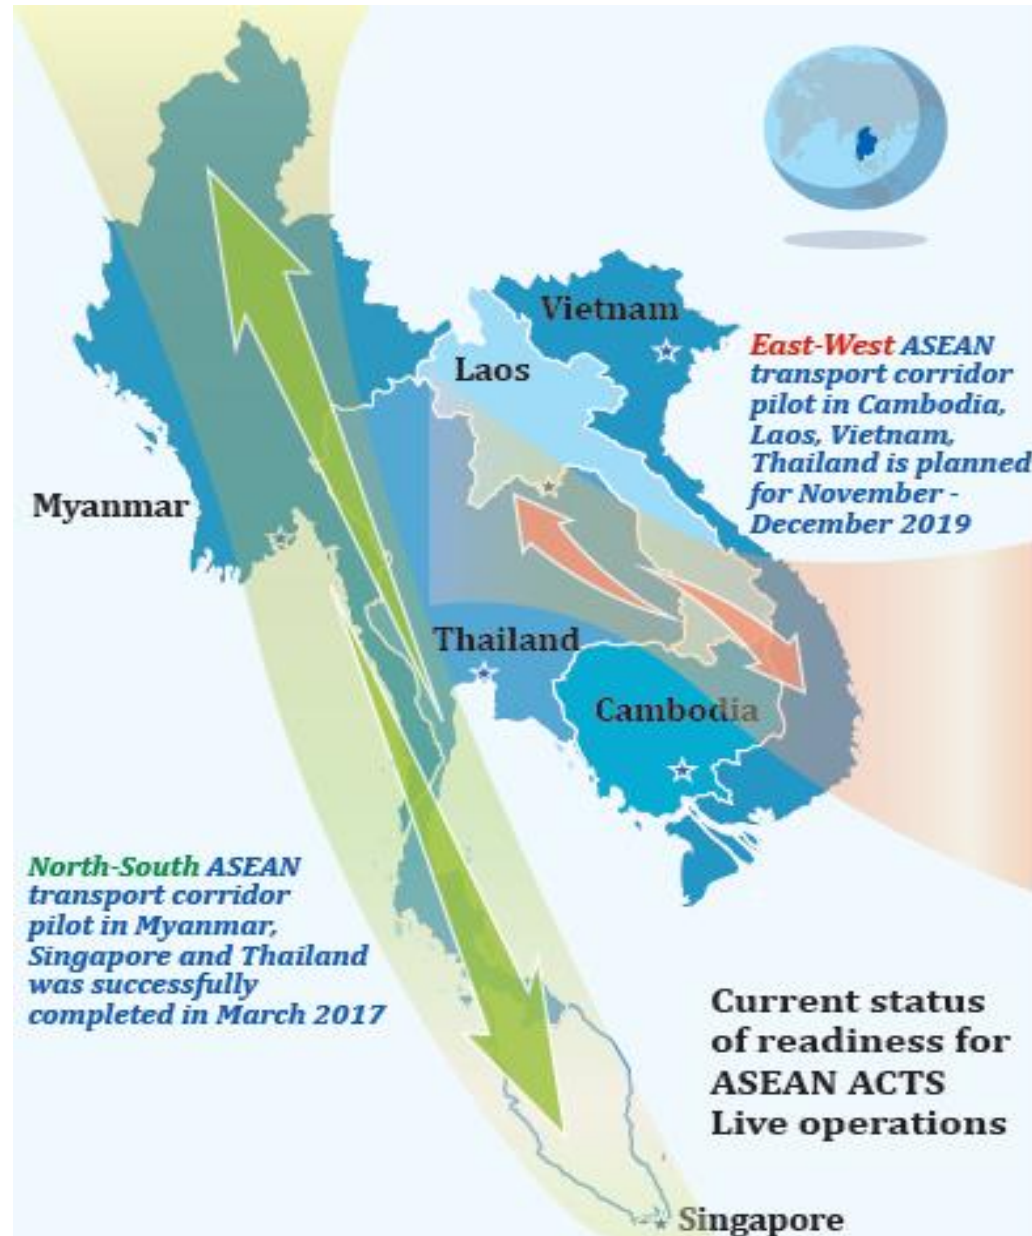 Vietnam
Laos
East-West ASEAN
transport corridor
pilot in Cambodia,
Laos, Vietnam,
Thailand is planned
for November -
December 2019
Myanmar
Thailand
Cambodia
North-South ASEAN
transport corridor
pilot in Myanmar,
Singapore and Thailand
was successfully
completed in March 2017
Current status
of readiness for
ASEAN ACTS
Live operations
Singapore